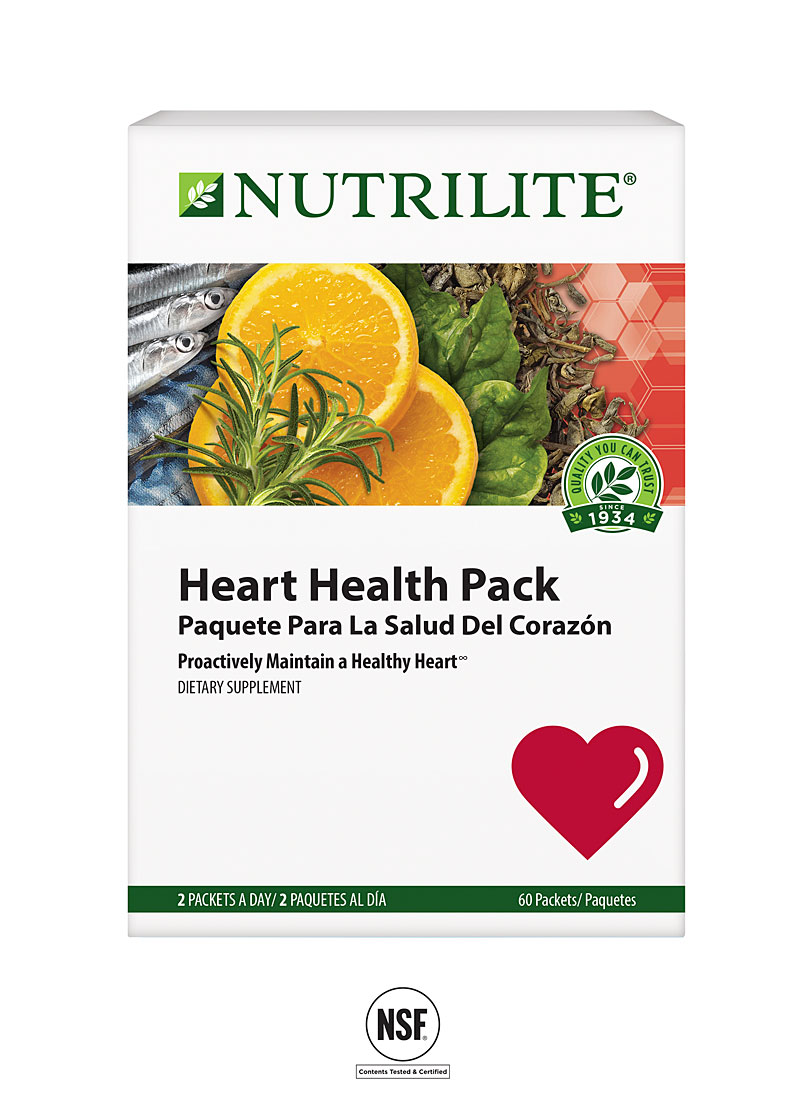 NUTRILITE®
QUALITY YOU CAN TRUST
SINCE
1934
Heart Health Pack
Paquete Para La Salud Del Corazón
Proactively Maintain a Healthy Heart∞
DIETARY SUPPLEMENT
2 PACKETS A DAY/ 2 PAQUETES AL DÍA
60 Packets/ Paquetes
NSF®
Contents Tested & Certified